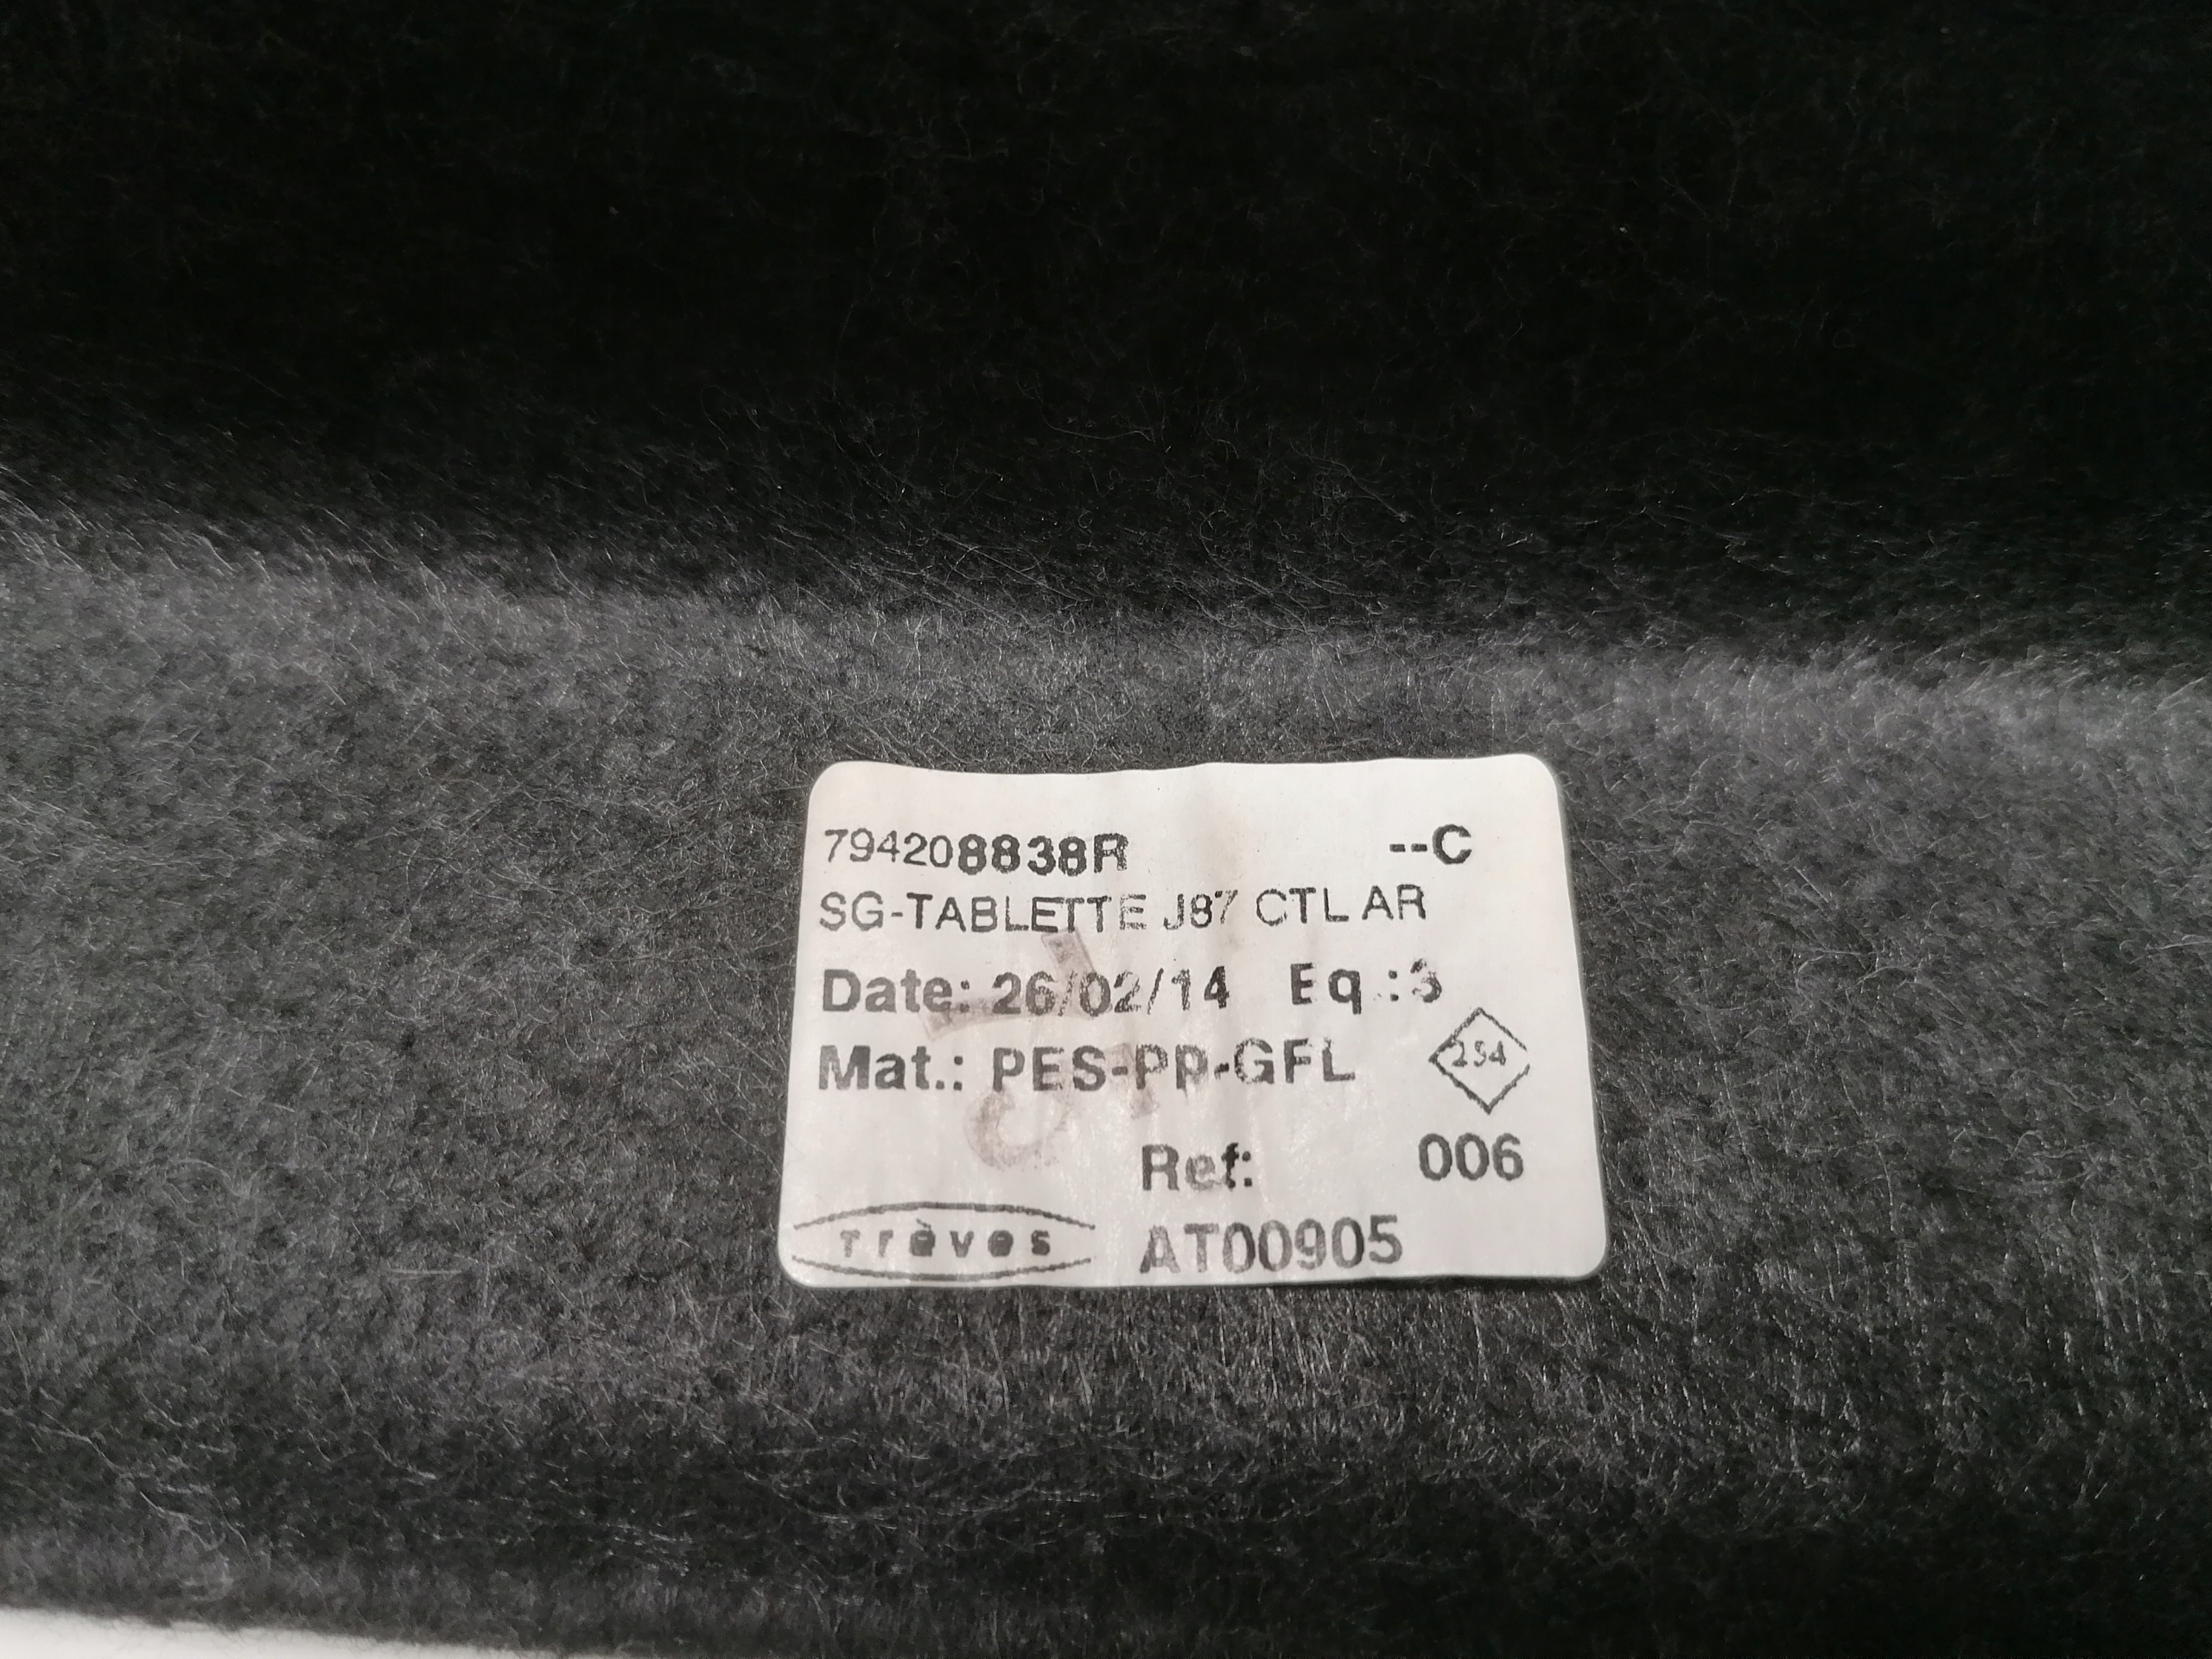 794208838R --C
SG-TABLETTE J87 CTL AR
Date: 26/02/14 Eq.:3
Mat.: PES-PP-GFL 254
Ref: 006
Trèves AT00905